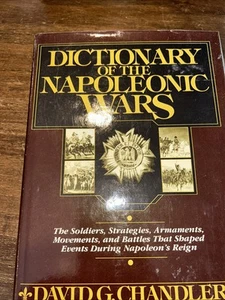 DICTIONARY
OF THE
NAPOLEONIC
WARS
The Soldiers, Strategies, Armaments,
Movements, and Battles That Shaped
Events During Napoleon's Reign
DAVID G. CHANDLER